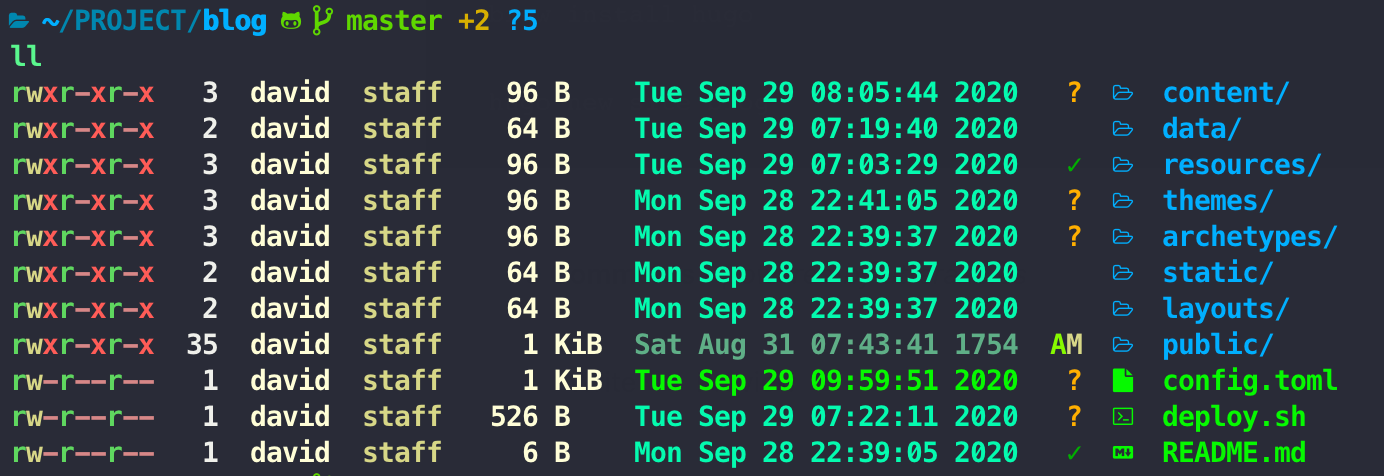 ~/PROJECT/blog master +2 ?5
ll
rwxr-xr-x 3 david staff 96 B Tue Sep 29 08:05:44 2020 ? content/
rwxr-xr-x 2 david staff 64 B Tue Sep 29 07:19:40 2020 data/
rwxr-xr-x 3 david staff 96 B Tue Sep 29 07:03:29 2020 ✓ resources/
rwxr-xr-x 3 david staff 96 B Mon Sep 28 22:41:05 2020 ? themes/
rwxr-xr-x 3 david staff 96 B Mon Sep 28 22:39:37 2020 ? archetypes/
rwxr-xr-x 2 david staff 64 B Mon Sep 28 22:39:37 2020 static/
rwxr-xr-x 2 david staff 64 B Mon Sep 28 22:39:37 2020 layouts/
rwxr-xr-x 35 david staff 1 KiB Sat Aug 31 07:43:41 1754 AM public/
rw-r--r-- 1 david staff 1 KiB Tue Sep 29 09:59:51 2020 ? config.toml
rw-r--r-- 1 david staff 526 B Tue Sep 29 07:22:11 2020 ? deploy.sh
rw-r--r-- 1 david staff 6 B Mon Sep 28 22:39:05 2020 ✓ README.md